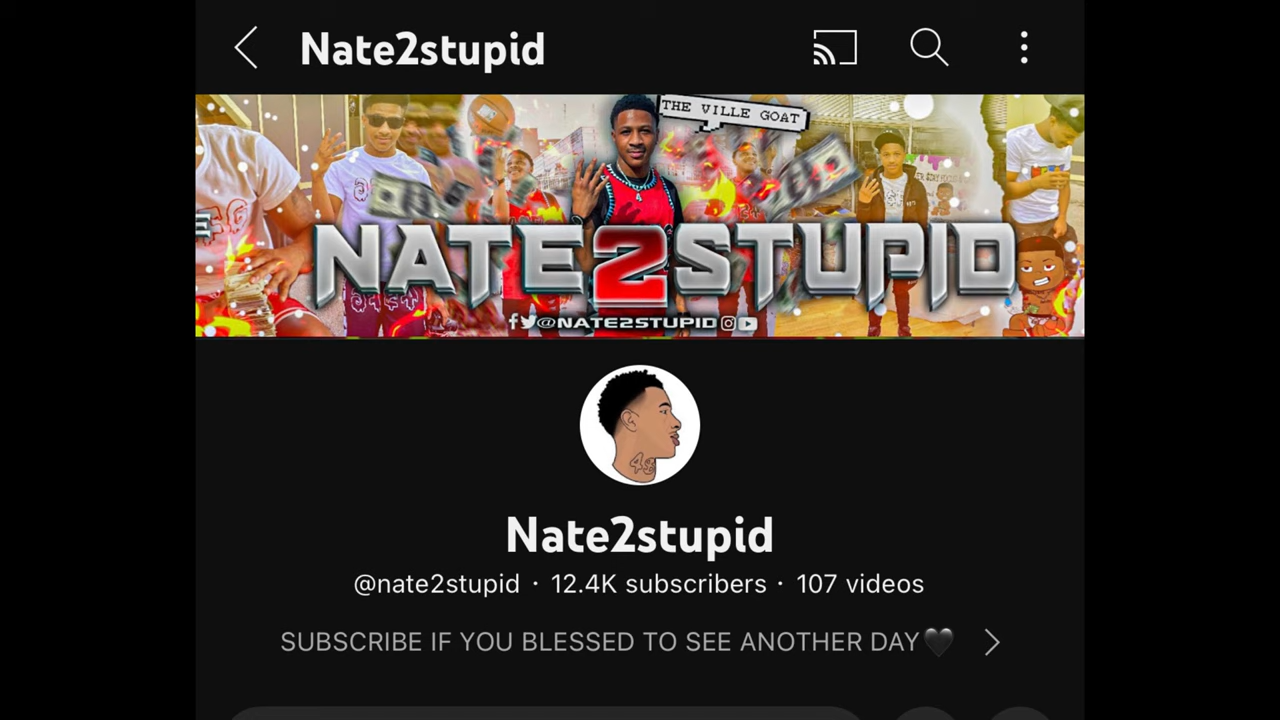 Nate2stupid
THE VILLE GOAT
NATE2STUPID
@NATE2STUPID
Nate2stupid
@nate2stupid · 12.4K subscribers · 107 videos
SUBSCRIBE IF YOU BLESSED TO SEE ANOTHER DAY🖤